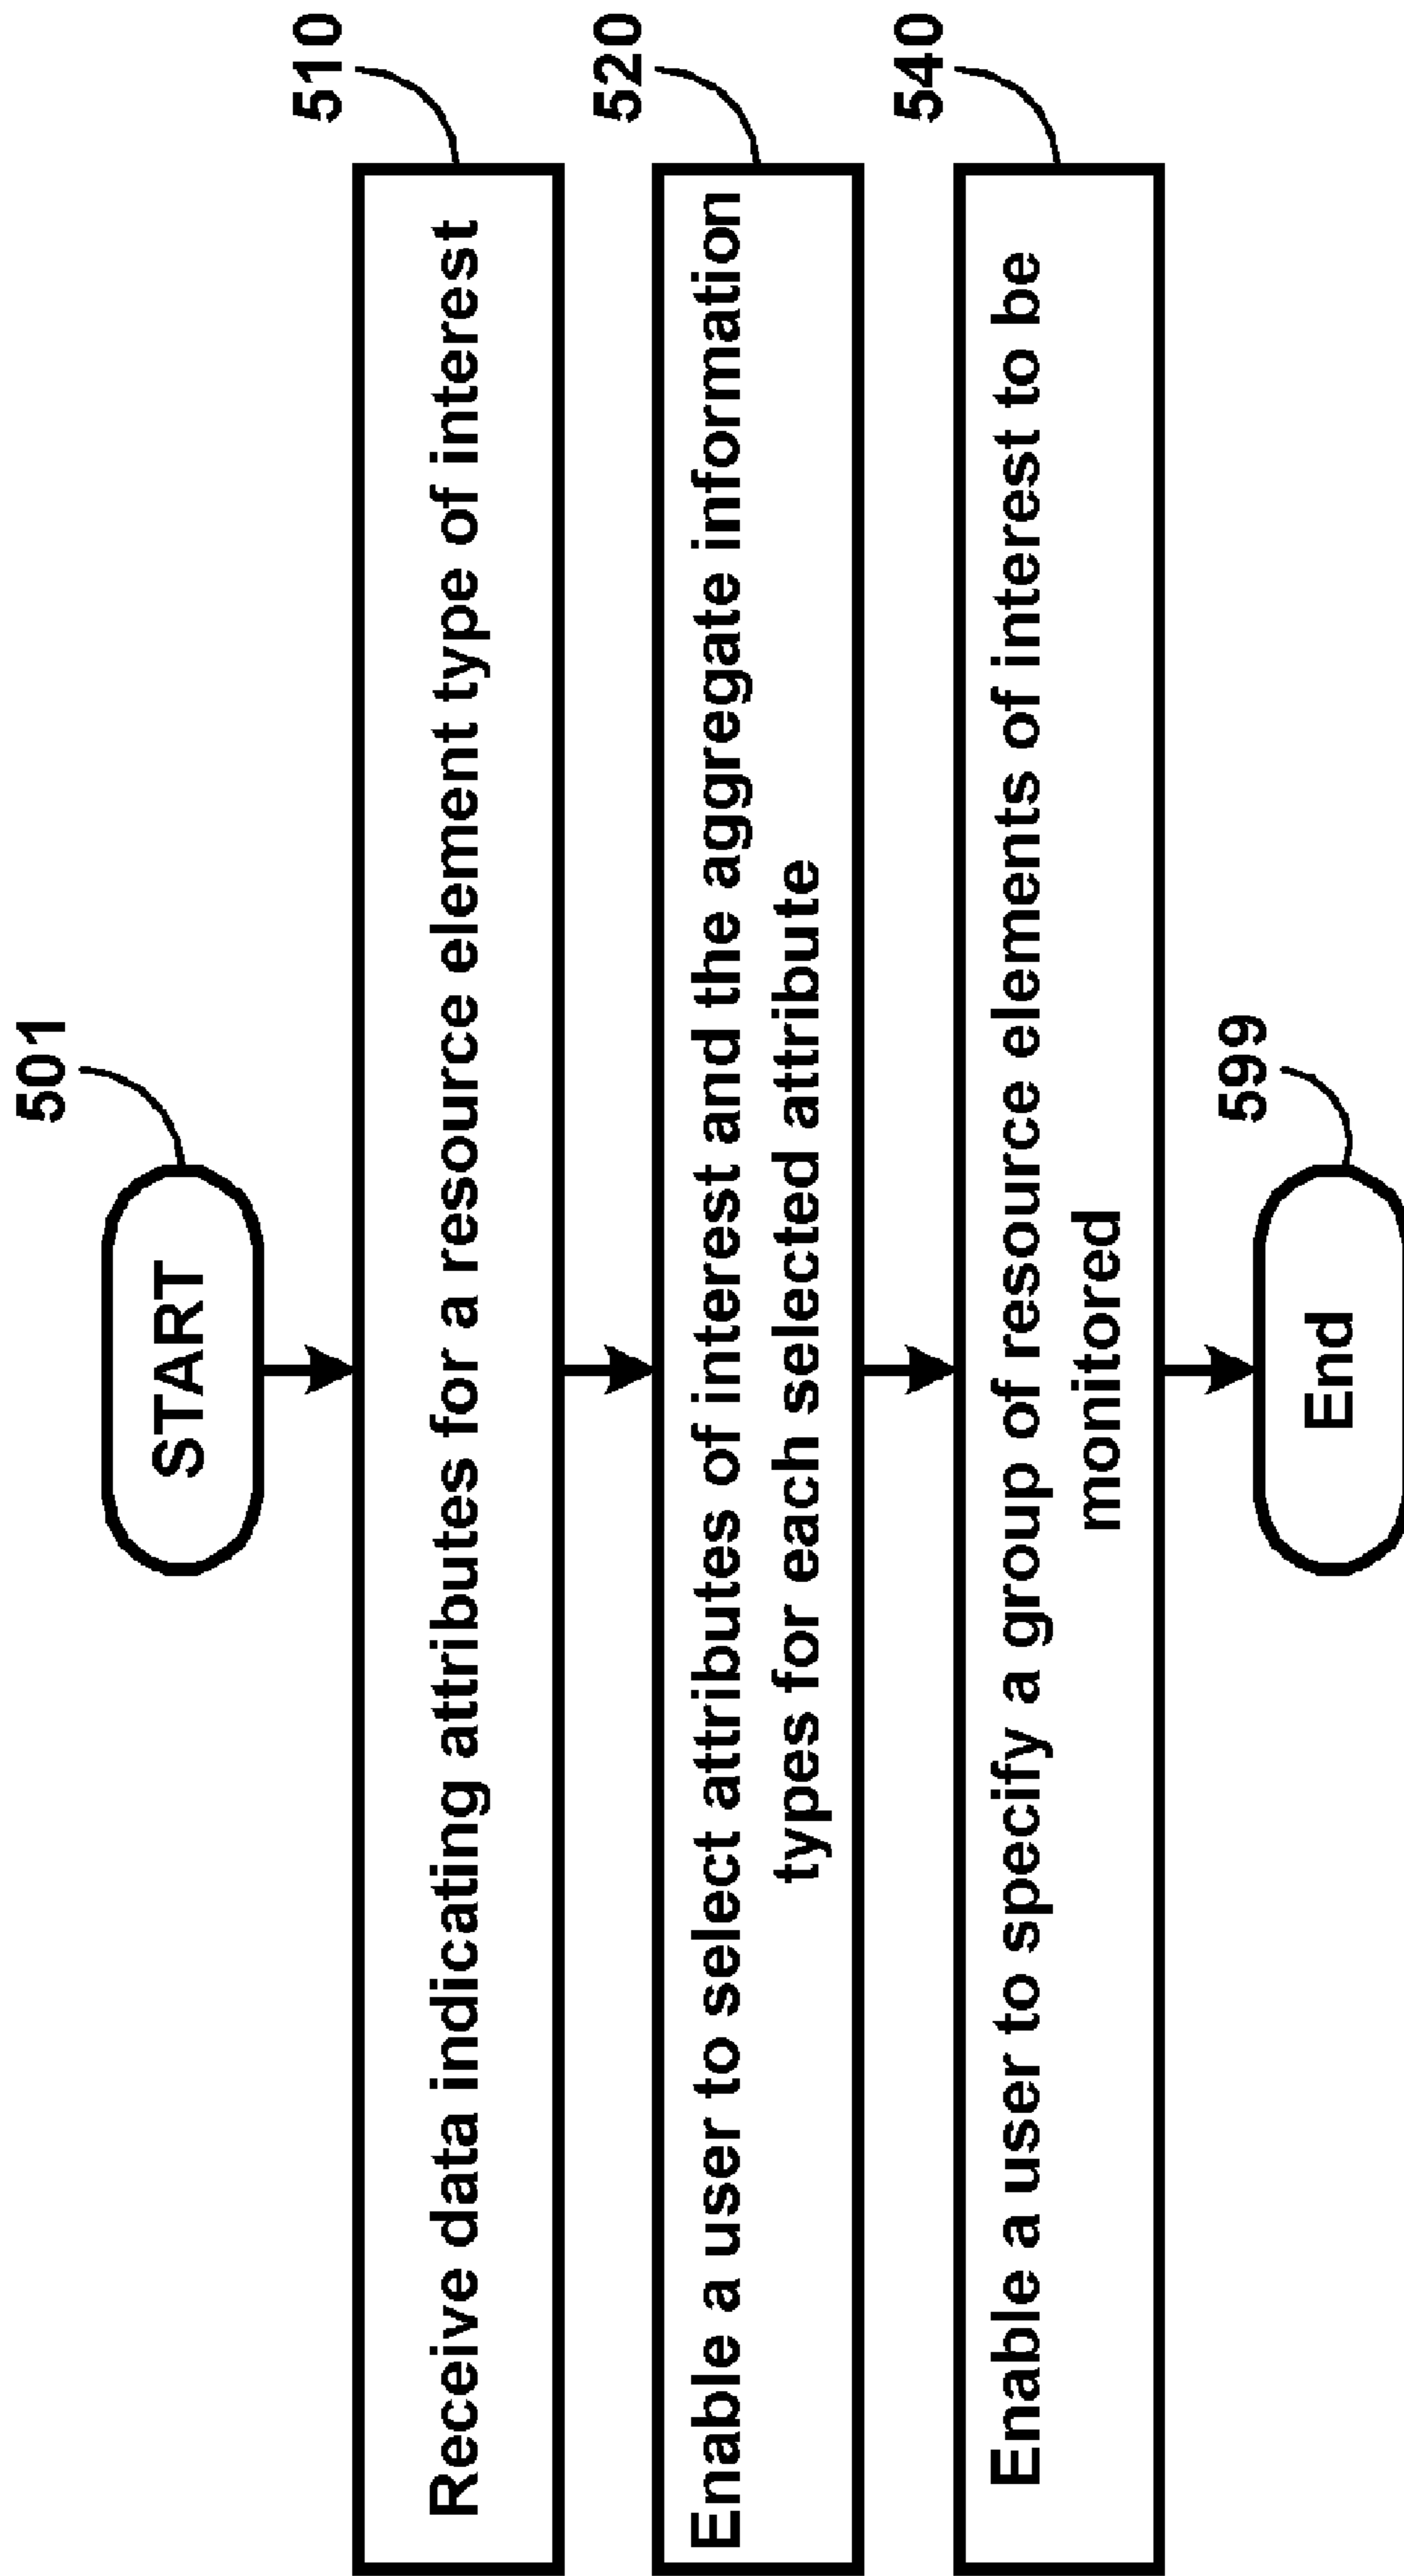 501
START
510
Receive data indicating attributes for a resource element type of interest
520
Enable a user to select attributes of interest and the aggregate information
types for each selected attribute
540
Enable a user to specify a group of resource elements of interest to be
monitored
599
End